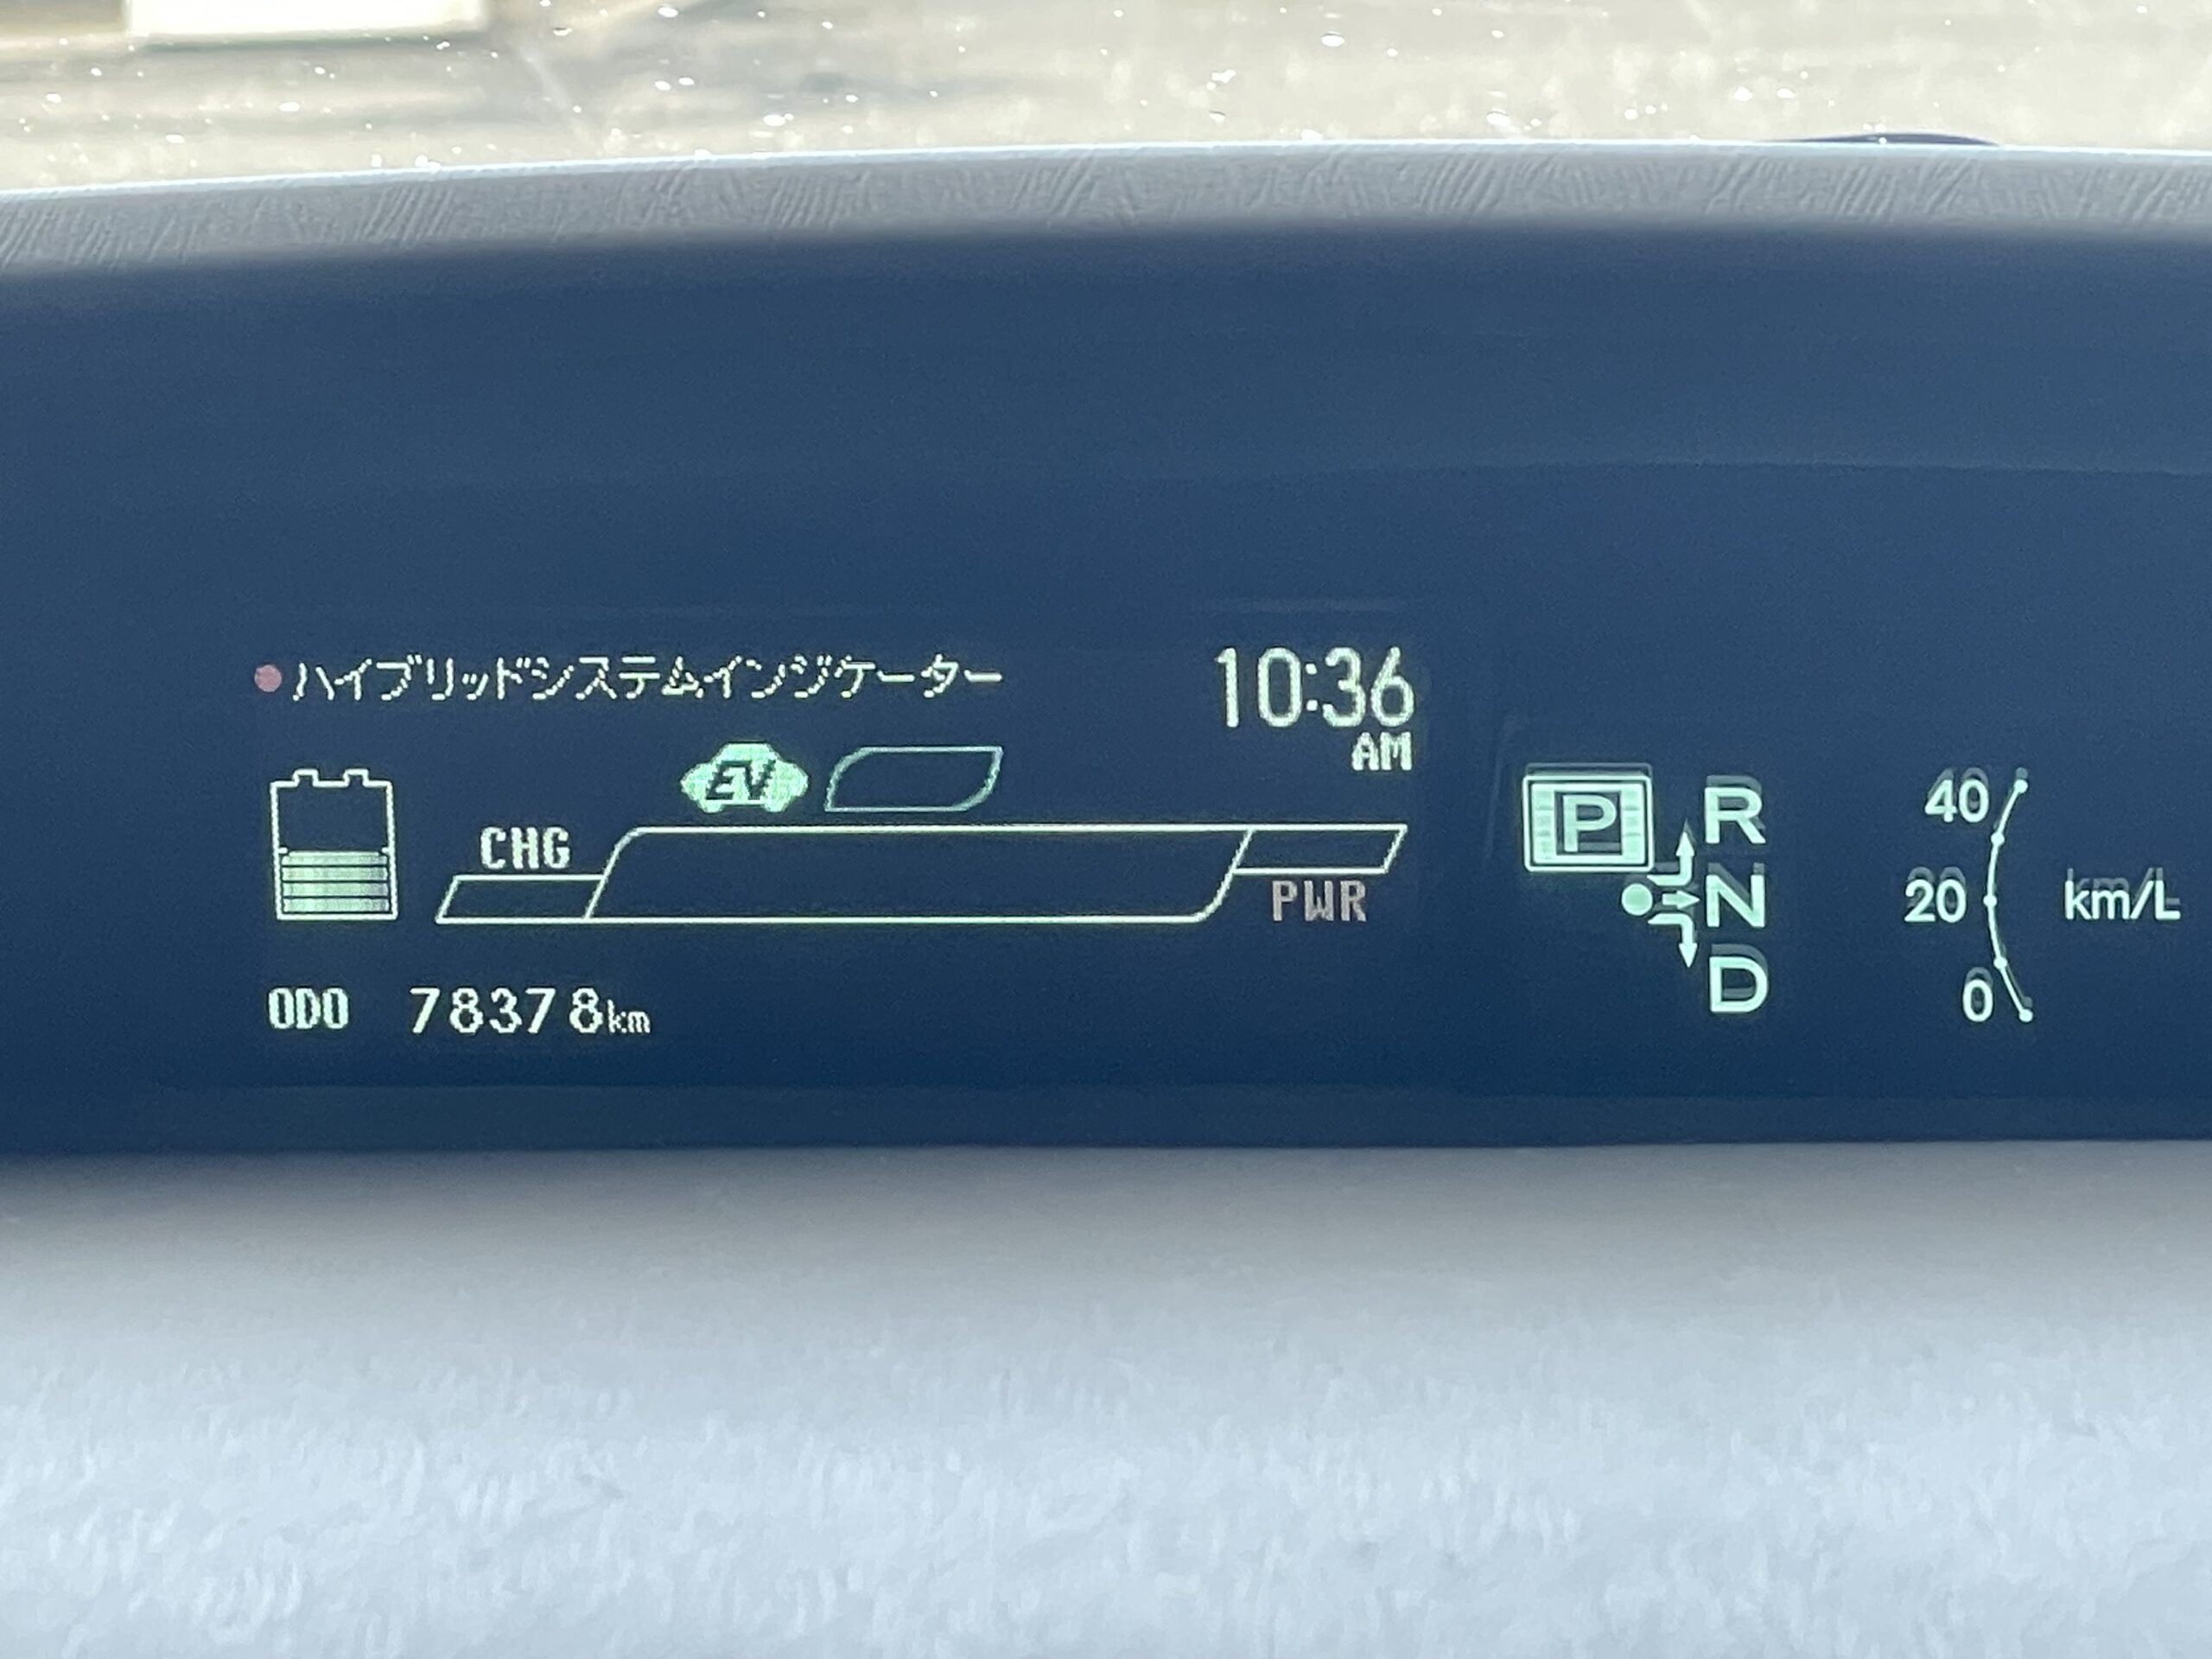 ハイブリッドシステムインジケーター
10:36
AM
EV
CHG
PWR
ODO 78378km
P
R
N
D
40
20
0
km/L